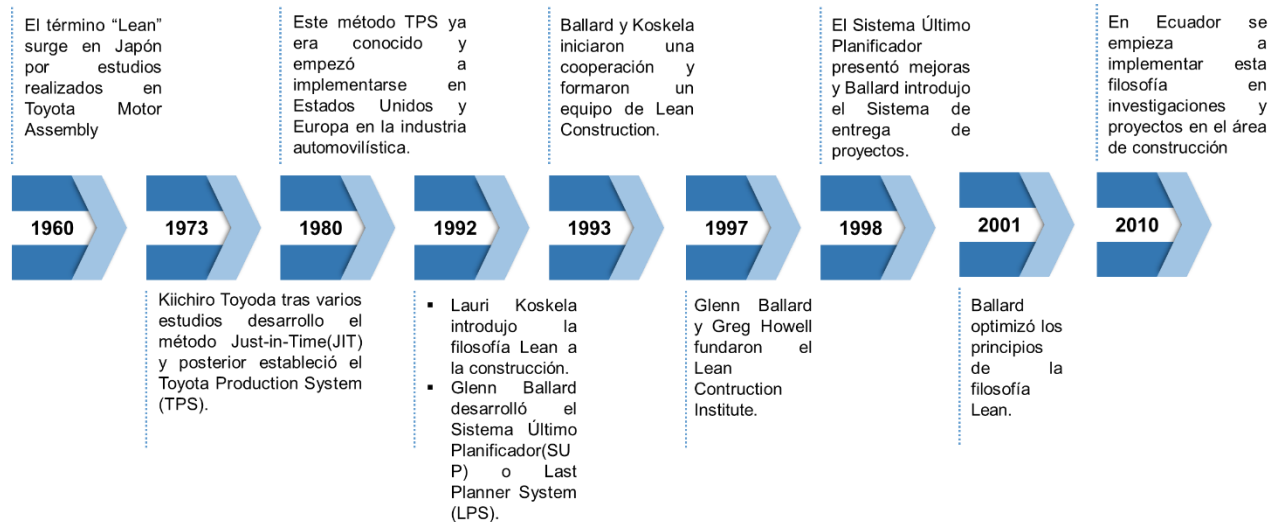 El término “Lean”
surge en Japón
por estudios
realizados en
Toyota Motor
Assembly
Este método TPS ya
era conocido y
empezó a
implementarse en
Estados Unidos y
Europa en la industria
automovilística.
Ballard y Koskela
iniciaron una
cooperación y
formaron un
equipo de Lean
Construction.
El Sistema Último
Planificador
presentó mejoras
y Ballard introdujo
el Sistema de
entrega de
proyectos.
En Ecuador se
empieza a
implementar esta
filosofía en
investigaciones y
proyectos en el área
de construcción
1960
1973
1980
1992
1993
1997
1998
2001
2010
Kiichiro Toyoda tras varios
estudios desarrollo el
método Just-in-Time(JIT)
y posterior estableció el
Toyota Production System
(TPS).
▪ Lauri Koskela
introdujo la
filosofía Lean a
la construcción.
▪ Glenn Ballard
desarrolló el
Sistema Último
Planificador(SU
P) o Last
Planner System
(LPS).
Glenn Ballard
y Greg Howell
fundaron el
Lean
Contruction
Institute.
Ballard
optimizó los
principios
de la
filosofía
Lean.